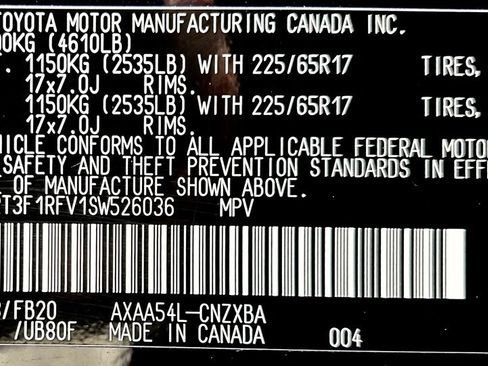 TOYOTA MOTOR MANUFACTURING CANADA INC.
00KG (4610LB)
T. 1150KG (2535LB) WITH 225/65R17 TIRES,
17x7.0J RIMS.
1150KG (2535LB) WITH 225/65R17 TIRES,
17x7.0J RIMS.
HICLE CONFORMS TO ALL APPLICABLE FEDERAL MOTO
SAFETY AND THEFT PREVENTION STANDARDS IN EFF
E OF MANUFACTURE SHOWN ABOVE.
T3F1RFV1SW526036 MPV
/FB20 AXAA54L-CNZXBA
/UB80F MADE IN CANADA 004